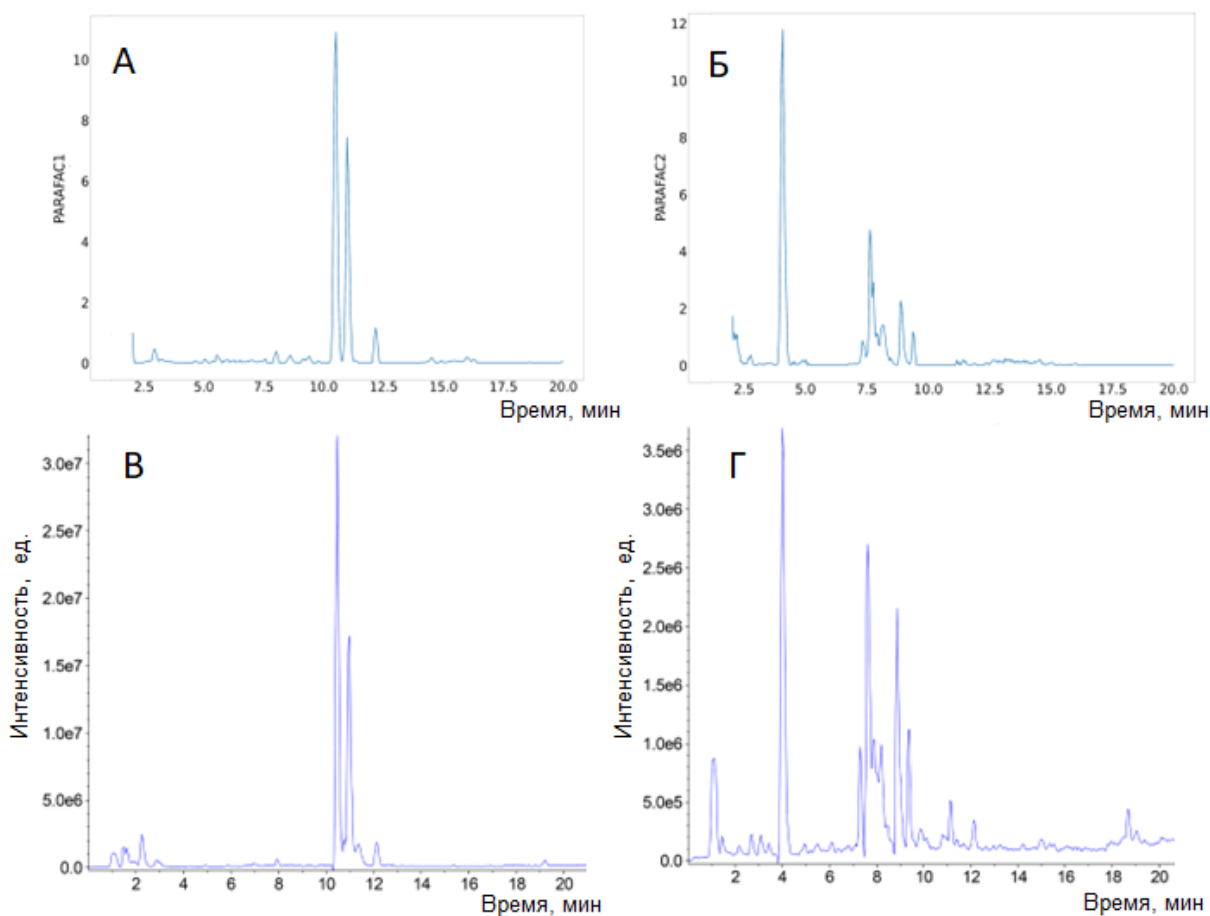 А
10
8
6
4
2
0
PARAFAC1
2.5 5.0 7.5 10.0 12.5 15.0 17.5 20.0
Время, мин
Б
12
10
8
6
4
2
0
PARAFAC2
2.5 5.0 7.5 10.0 12.5 15.0 17.5 20.0
Время, мин
В
3.0e7
2.5e7
2.0e7
1.5e7
1.0e7
5.0e6
0.0
Интенсивность, ед.
2 4 6 8 10 12 14 16 18 20
Время, мин
Г
3.5e6
3.0e6
2.5e6
2.0e6
1.5e6
1.0e6
5.0e5
0.0
Интенсивность, ед.
2 4 6 8 10 12 14 16 18 20
Время, мин